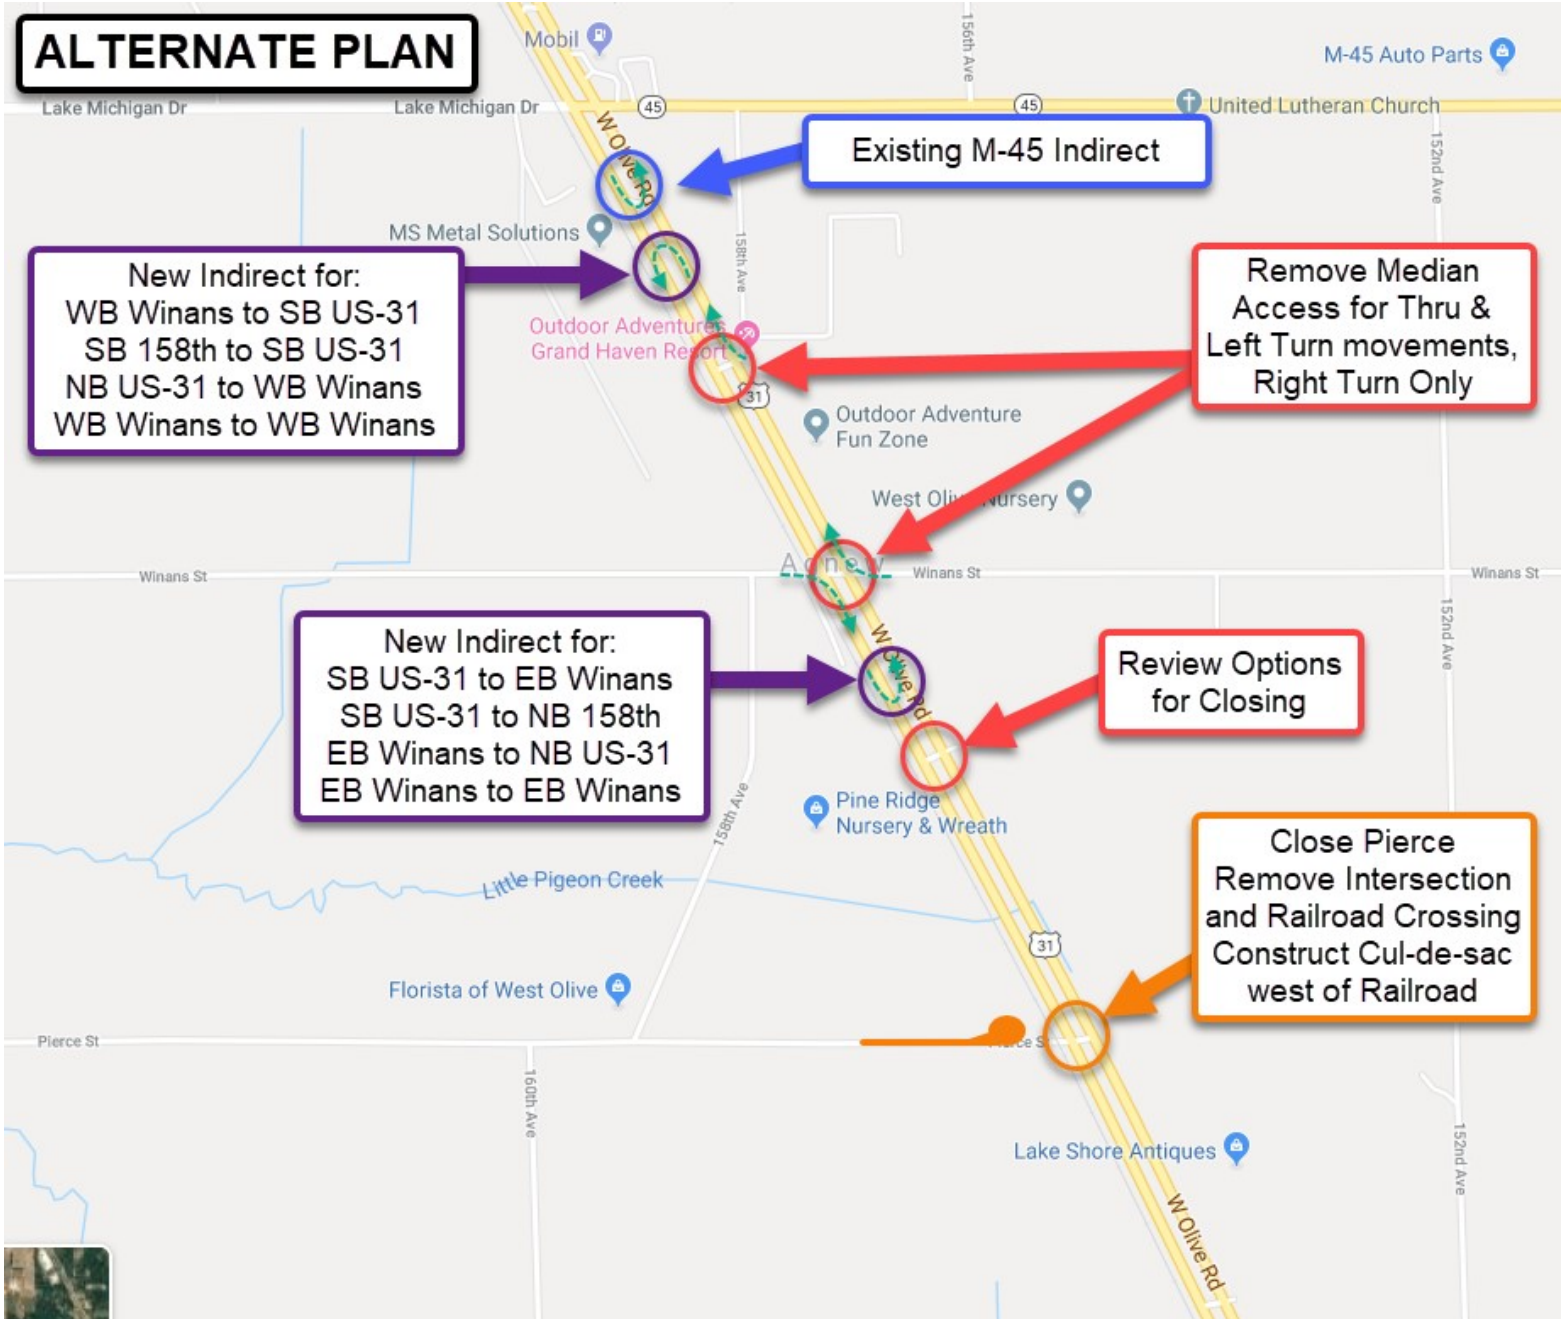 ALTERNATE PLAN
Mobil
156th Ave
M-45 Auto Parts
Lake Michigan Dr
Lake Michigan Dr
45
45
United Lutheran Church
W Olive Rd
Existing M-45 Indirect
152nd Ave
MS Metal Solutions
158th Ave
New Indirect for:
WB Winans to SB US-31
SB 158th to SB US-31
NB US-31 to WB Winans
WB Winans to WB Winans
Remove Median
Access for Thru &
Left Turn movements,
Right Turn Only
Outdoor Adventures
Grand Haven Resort
31
Outdoor Adventure
Fun Zone
West Olive Nursery
Agnew
Winans St
Winans St
Winans St
New Indirect for:
SB US-31 to EB Winans
SB US-31 to NB 158th
EB Winans to NB US-31
EB Winans to EB Winans
W Olive Rd
152nd Ave
Review Options
for Closing
158th Ave
Pine Ridge
Nursery & Wreath
Little Pigeon Creek
Close Pierce
Remove Intersection
and Railroad Crossing
Construct Cul-de-sac
west of Railroad
31
Florista of West Olive
Pierce St
Pierce St
160th Ave
Lake Shore Antiques
152nd Ave
W Olive Rd